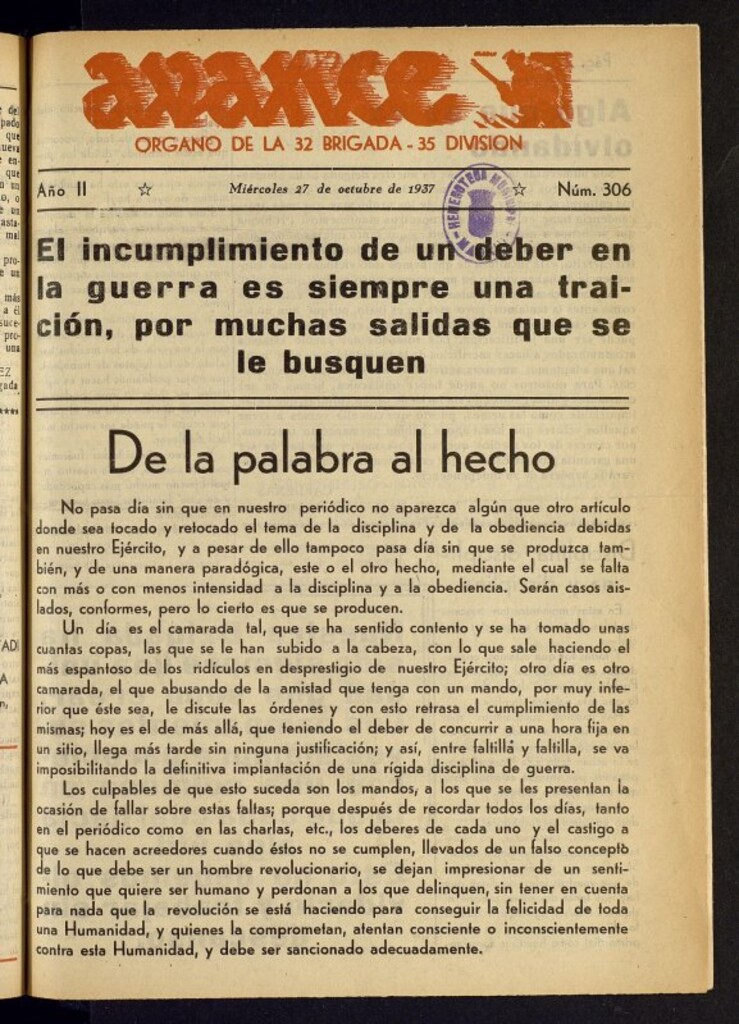 avance
ORGANO DE LA 32 BRIGADA - 35 DIVISION
Año II ☆ Miércoles 27 de octubre de 1937 ☆ Núm. 306
HEMEROTECA MUNICIPAL
El incumplimiento de un deber en
la guerra es siempre una trai-
ción, por muchas salidas que se
le busquen
De la palabra al hecho
No pasa día sin que en nuestro periódico no aparezca algún que otro artículo
donde sea tocado y retocado el tema de la disciplina y de la obediencia debidas
en nuestro Ejército, y a pesar de ello tampoco pasa día sin que se produzca tam-
bién, y de una manera paradógica, este o el otro hecho, mediante el cual se falta
con más o con menos intensidad a la disciplina y a la obediencia. Serán casos ais-
lados, conformes, pero lo cierto es que se producen.
Un día es el camarada tal, que se ha sentido contento y se ha tomado unas
cuantas copas, las que se le han subido a la cabeza, con lo que sale haciendo el
más espantoso de los ridículos en desprestigio de nuestro Ejército; otro día es otro
camarada, el que abusando de la amistad que tenga con un mando, por muy infe-
rior que éste sea, le discute las órdenes y con esto retrasa el cumplimiento de las
mismas; hoy es el de más allá, que teniendo el deber de concurrir a una hora fija en
un sitio, llega más tarde sin ninguna justificación; y así, entre faltilla y faltilla, se va
imposibilitando la definitiva implantación de una rígida disciplina de guerra.
Los culpables de que esto suceda son los mandos, a los que se les presentan la
ocasión de fallar sobre estas faltas; porque después de recordar todos los días, tanto
en el periódico como en las charlas, etc., los deberes de cada uno y el castigo a
que se hacen acreedores cuando éstos no se cumplen, llevados de un falso concepto
de lo que debe ser un hombre revolucionario, se dejan impresionar de un senti-
miento que quiere ser humano y perdonan a los que delinquen, sin tener en cuenta
para nada que la revolución se está haciendo para conseguir la felicidad de toda
una Humanidad, y quienes la comprometan, atentan consciente o inconscientemente
contra esta Humanidad, y debe ser sancionado adecuadamente.